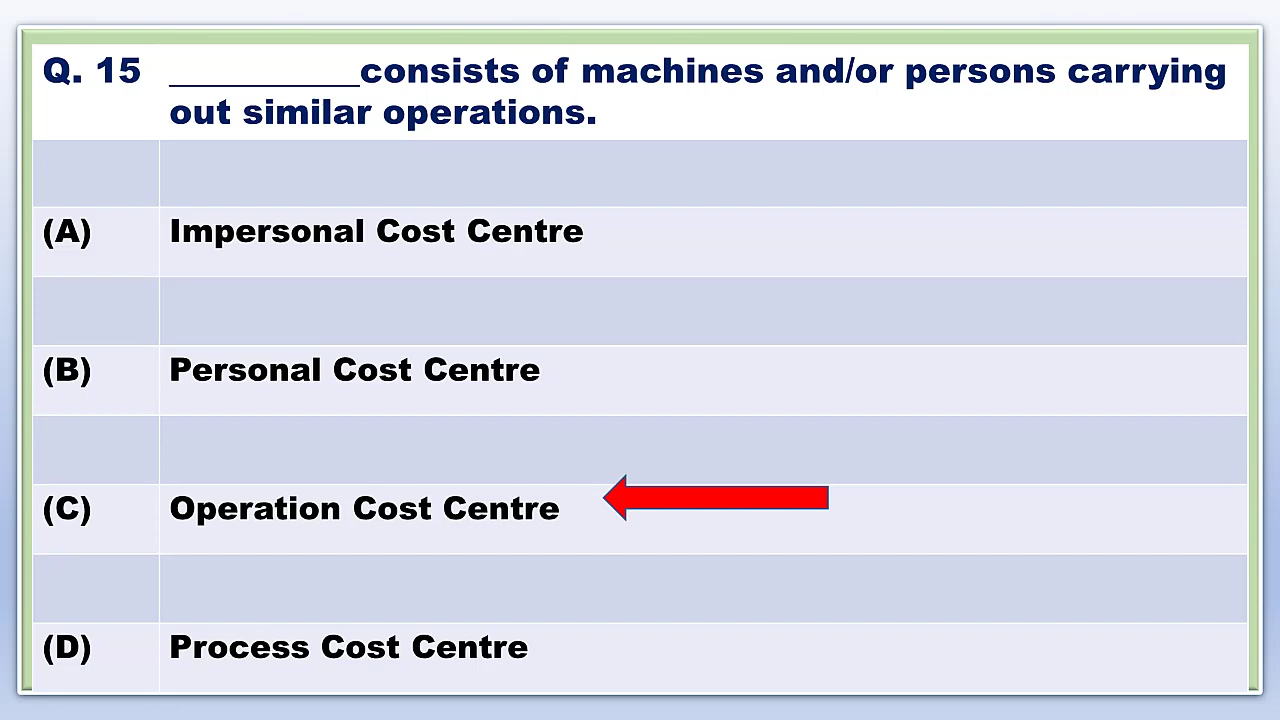 Q. 15 __________consists of machines and/or persons carrying
out similar operations.
(A) Impersonal Cost Centre
(B) Personal Cost Centre
(C) Operation Cost Centre
(D) Process Cost Centre